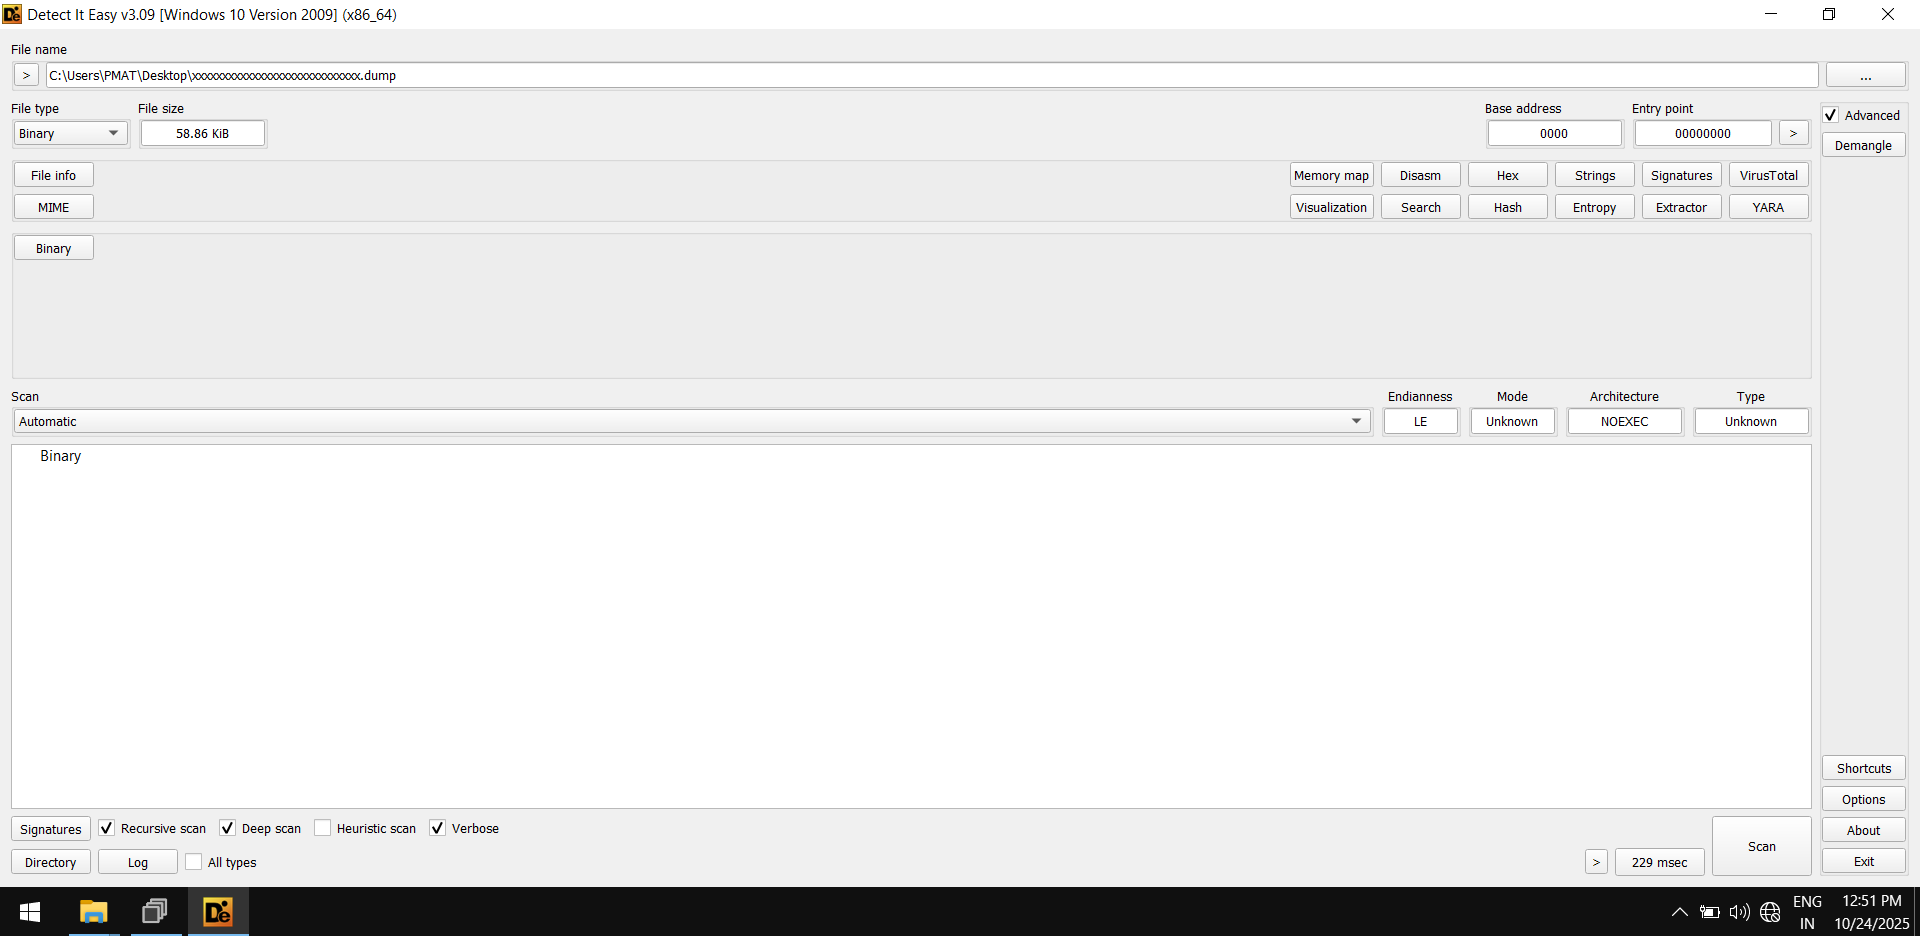 Detect It Easy v3.09 [Windows 10 Version 2009] (x86_64)
File name
> C:\Users\PMAT\Desktop\xxxxxxxxxxxxxxxxxxxxxxxxxxxxx.dump ...
File type File size Base address Entry point
Binary 58.86 KiB 0000 00000000 >
Advanced
Demangle
File info Memory map Disasm Hex Strings Signatures VirusTotal
MIME Visualization Search Hash Entropy Extractor YARA
Binary
Scan Endianness Mode Architecture Type
Automatic LE Unknown NOEXEC Unknown
Binary
Shortcuts
Options
About
Exit
Signatures Recursive scan Deep scan Heuristic scan Verbose
Directory Log All types > 229 msec Scan
ENG 12:51 PM
IN 10/24/2025